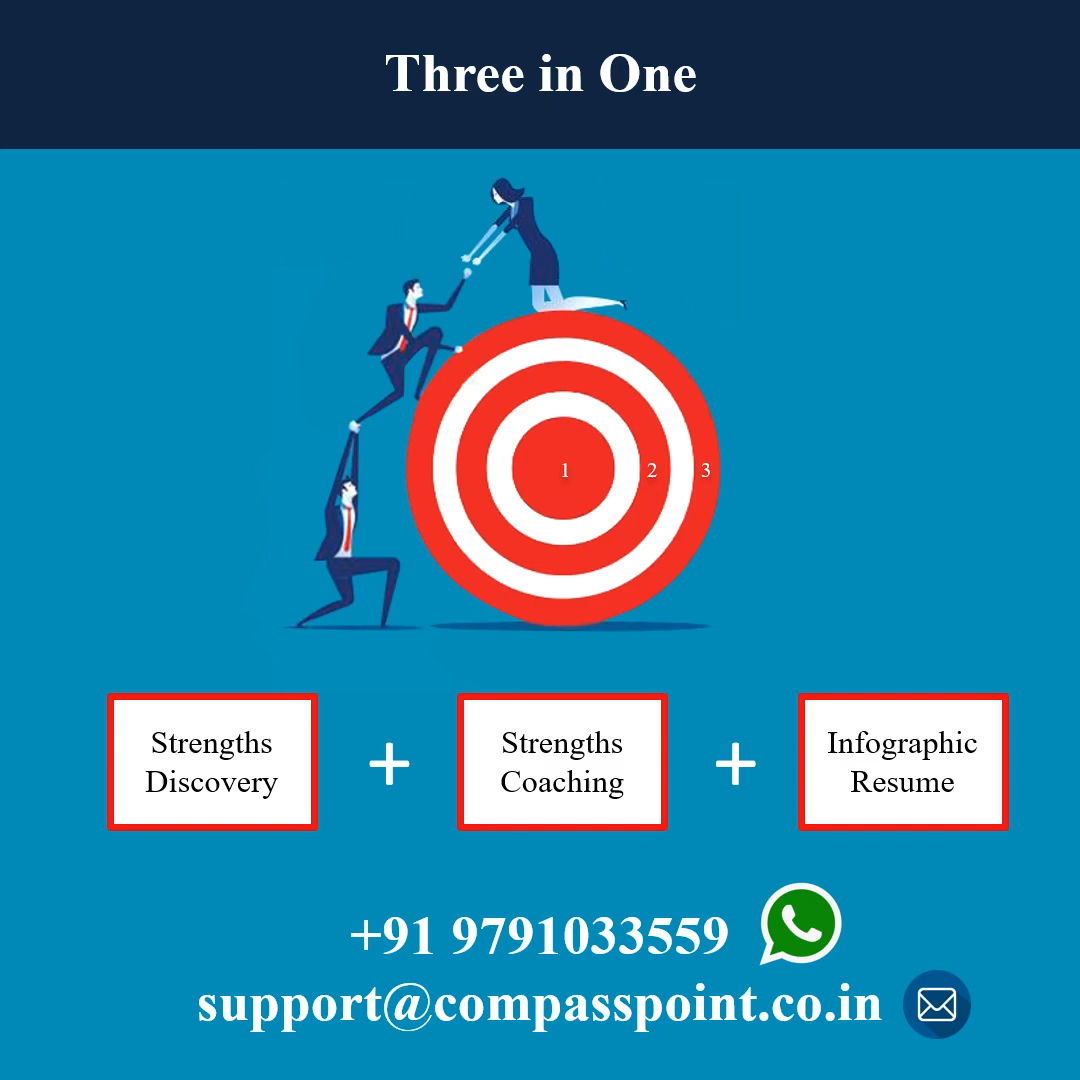 Three in One
1 2 3
Strengths
Discovery
+
Strengths
Coaching
+
Infographic
Resume
+91 9791033559
support@compasspoint.co.in